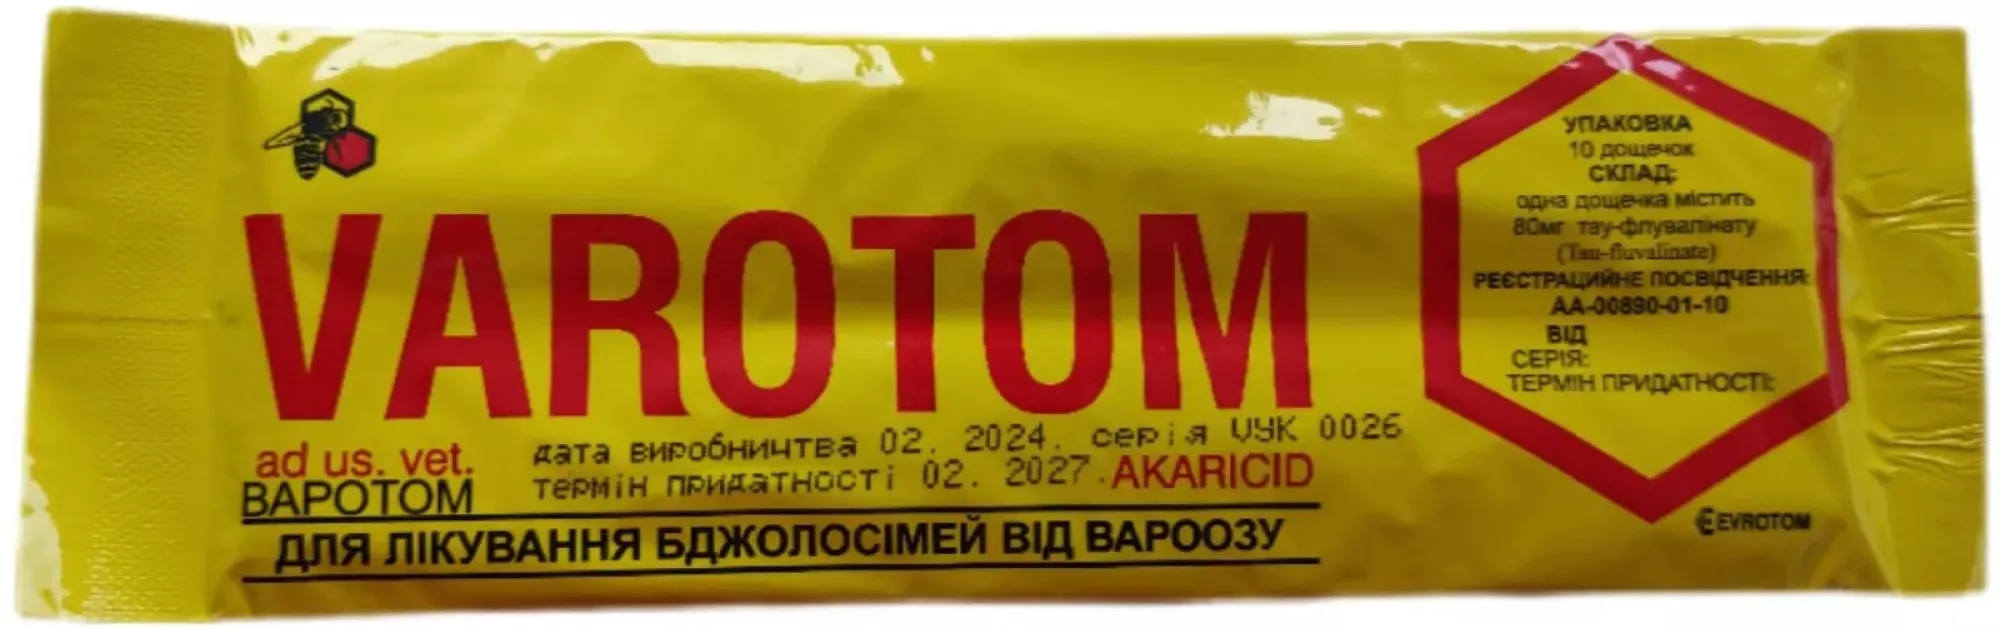 VAROTOM
ad us. vet.
ВАРОТОМ
дата виробництва 02. 2024. серія VУК 0026
термін придатності 02. 2027.
AKARICID
ДЛЯ ЛІКУВАННЯ БДЖОЛОСІМЕЙ ВІД ВАРООЗУ
УПАКОВКА
10 дощечок
СКЛАД:
одна дощечка містить
80мг тау-флувалінату
(Tau-fluvalinate)
РЕЄСТРАЦИЙНЕ ПОСВІДЧЕННЯ:
АА-00890-01-10
ВІД
СЕРІЯ:
ТЕРМІН ПРИДАТНОСТІ:
EVROTOM